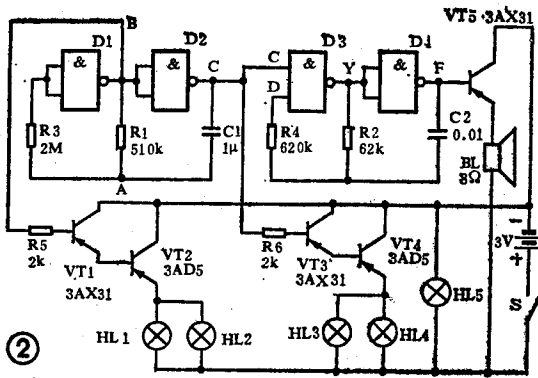 VT5 3AX31
B
D1 D2 D3 D4
& & & &
C C Y F
D
R3
2M
R1
510k
C1
1μ
R4
620k
R2
62k
C2
0.01
BL
8Ω
A
R5
2k
VT1
3AX31
VT2
3AD5
R6
2k
VT3
3AX31
VT4
3AD5
−
3V
+
S
HL1 HL2 HL3 HL4 HL5
②